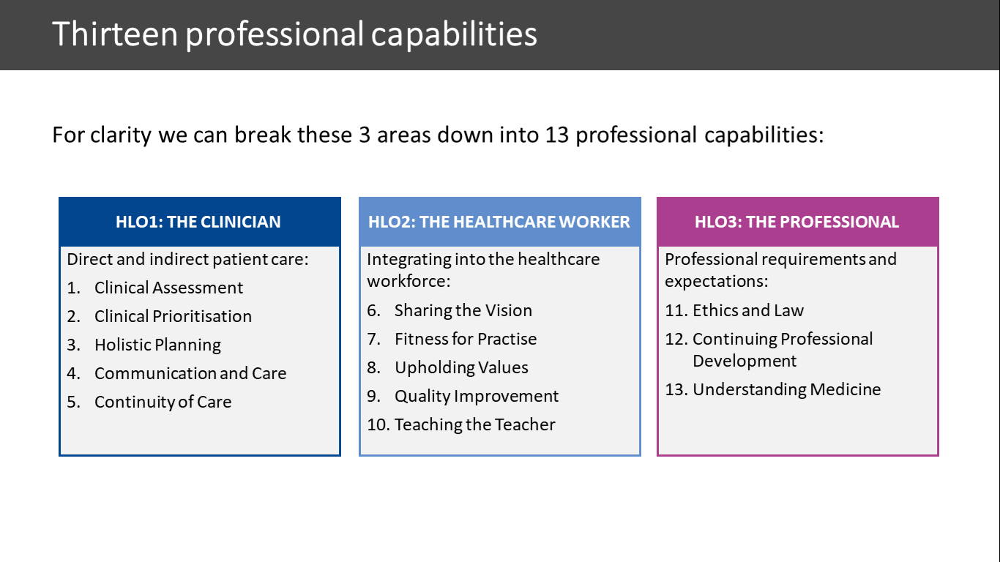 Thirteen professional capabilities
For clarity we can break these 3 areas down into 13 professional capabilities:
HLO1: THE CLINICIAN
Direct and indirect patient care:
1. Clinical Assessment
2. Clinical Prioritisation
3. Holistic Planning
4. Communication and Care
5. Continuity of Care
HLO2: THE HEALTHCARE WORKER
Integrating into the healthcare
workforce:
6. Sharing the Vision
7. Fitness for Practise
8. Upholding Values
9. Quality Improvement
10. Teaching the Teacher
HLO3: THE PROFESSIONAL
Professional requirements and
expectations:
11. Ethics and Law
12. Continuing Professional
Development
13. Understanding Medicine